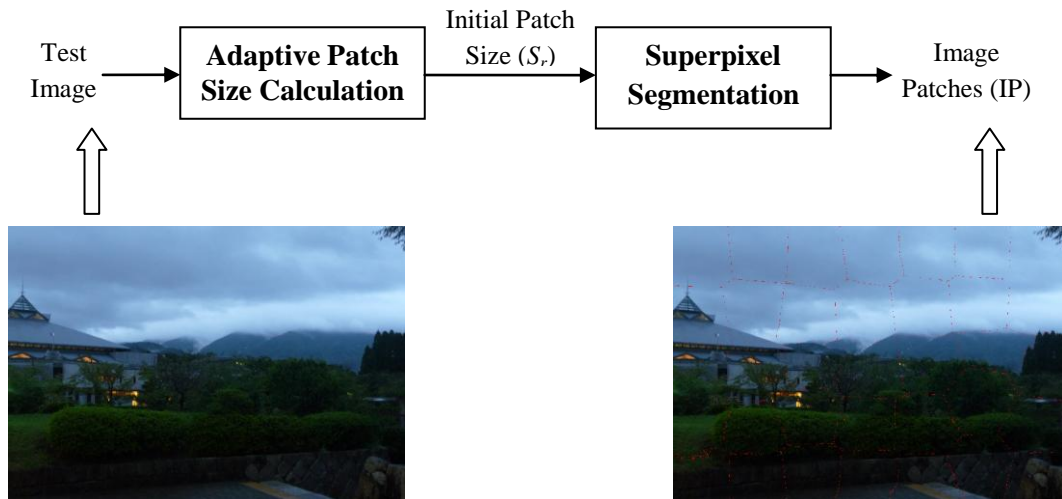 Test
Image
Adaptive Patch
Size Calculation
Initial Patch
Size (Sr)
Superpixel
Segmentation
Image
Patches (IP)